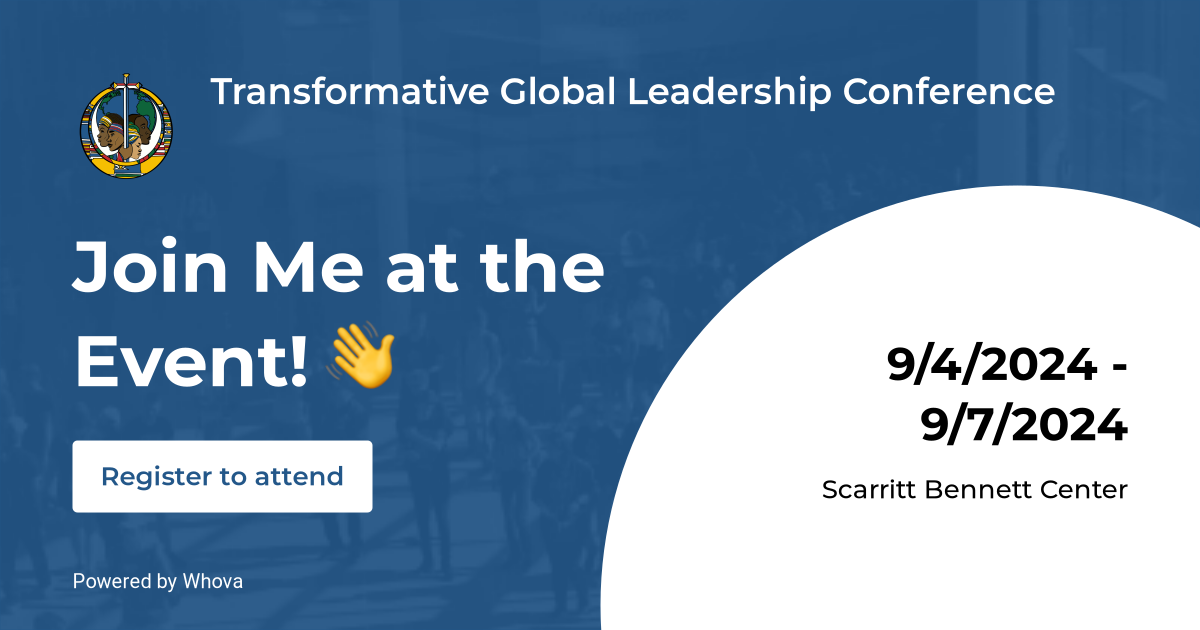 Transformative Global Leadership Conference
Join Me at the
Event! 👋
Register to attend
Powered by Whova
9/4/2024 -
9/7/2024
Scarritt Bennett Center